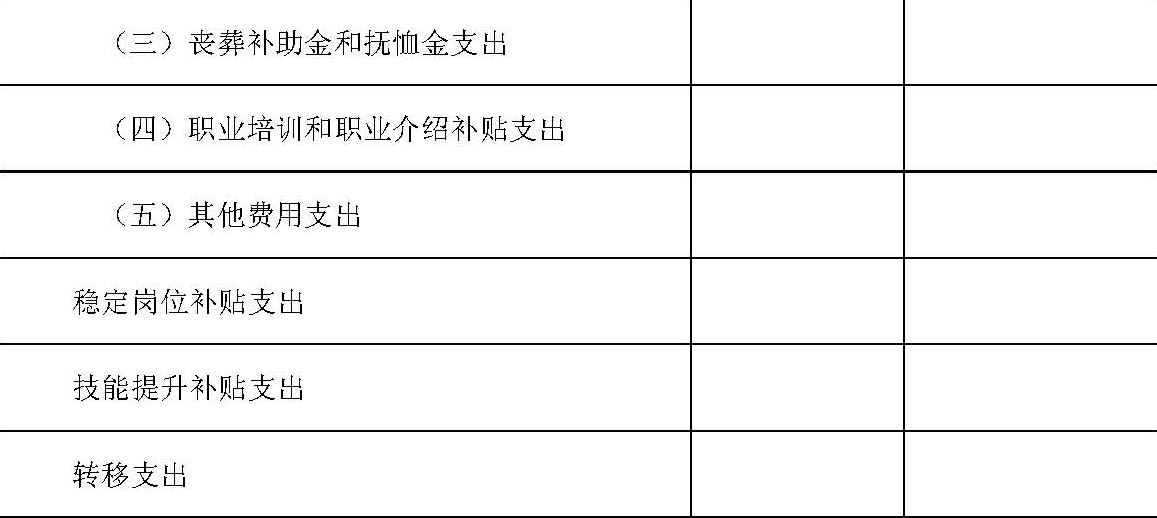 （三）丧葬补助金和抚恤金支出
（四）职业培训和职业介绍补贴支出
（五）其他费用支出
稳定岗位补贴支出
技能提升补贴支出
转移支出